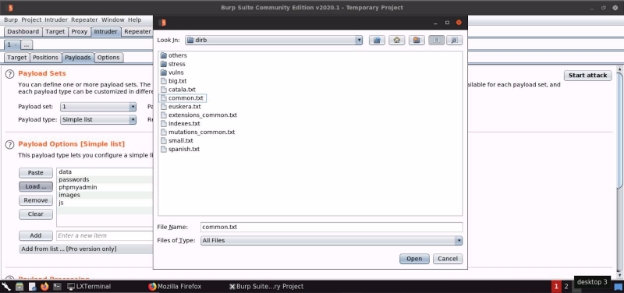 Burp Suite Community Edition v2020.1 - Temporary Project
Burp Project Intruder Repeater Window Help
Dashboard Target Proxy Intruder Repeater
1 ...
Target Positions Payloads Options
Payload Sets
Start attack
You can define one or more payload sets. The
available for each payload set, and
each payload type can be customized in differe
Payload set: 1
Payload type: Simple list
Payload Options [Simple list]
This payload type lets you configure a simple li
Paste
Load ...
Remove
Clear
data
passwords
phpmyadmin
images
js
Add
Enter a new item
Add from list ... [Pro version only]
Look In: dirb
others
stress
vulns
big.txt
catala.txt
common.txt
euskera.txt
extensions_common.txt
indexes.txt
mutations_common.txt
small.txt
spanish.txt
File Name: common.txt
Files of Type: All Files
Open Cancel
LXTerminal
Mozilla Firefox
Burp Suite...ry Project
1 2
desktop 3